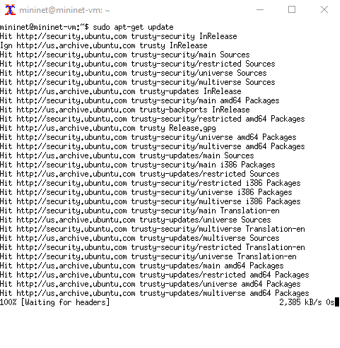 mininet@mininet-vm: ~
mininet@mininet-vm:~$ sudo apt-get update
Hit http://security.ubuntu.com trusty-security InRelease
Ign http://us.archive.ubuntu.com trusty InRelease
Hit http://security.ubuntu.com trusty-security/main Sources
Hit http://security.ubuntu.com trusty-security/restricted Sources
Hit http://security.ubuntu.com trusty-security/universe Sources
Hit http://security.ubuntu.com trusty-security/multiverse Sources
Hit http://us.archive.ubuntu.com trusty-updates InRelease
Hit http://security.ubuntu.com trusty-security/main amd64 Packages
Hit http://us.archive.ubuntu.com trusty-backports InRelease
Hit http://security.ubuntu.com trusty-security/restricted amd64 Packages
Hit http://us.archive.ubuntu.com trusty Release.gpg
Hit http://security.ubuntu.com trusty-security/universe amd64 Packages
Hit http://security.ubuntu.com trusty-security/multiverse amd64 Packages
Hit http://us.archive.ubuntu.com trusty-updates/main Sources
Hit http://security.ubuntu.com trusty-security/main i386 Packages
Hit http://us.archive.ubuntu.com trusty-updates/restricted Sources
Hit http://security.ubuntu.com trusty-security/restricted i386 Packages
Hit http://security.ubuntu.com trusty-security/universe i386 Packages
Hit http://security.ubuntu.com trusty-security/multiverse i386 Packages
Hit http://security.ubuntu.com trusty-security/main Translation-en
Hit http://us.archive.ubuntu.com trusty-updates/universe Sources
Hit http://security.ubuntu.com trusty-security/multiverse Translation-en
Hit http://us.archive.ubuntu.com trusty-updates/multiverse Sources
Hit http://security.ubuntu.com trusty-security/restricted Translation-en
Hit http://security.ubuntu.com trusty-security/universe Translation-en
Hit http://us.archive.ubuntu.com trusty-updates/main amd64 Packages
Hit http://us.archive.ubuntu.com trusty-updates/restricted amd64 Packages
Hit http://us.archive.ubuntu.com trusty-updates/universe amd64 Packages
Hit http://us.archive.ubuntu.com trusty-updates/multiverse amd64 Packages
100% [Waiting for headers] 2,385 kB/s 0s